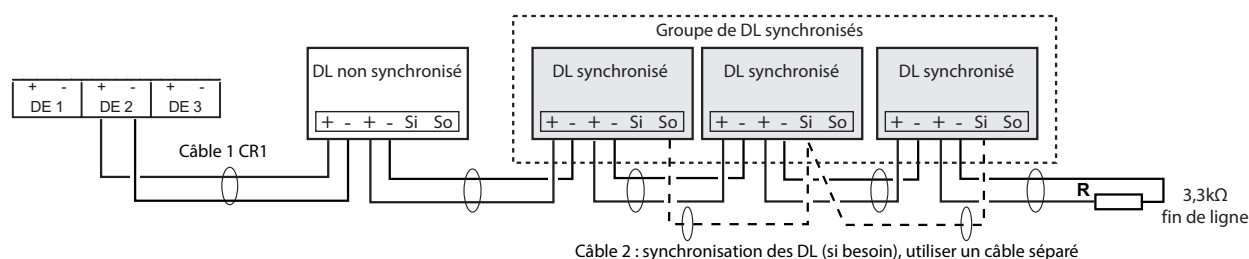 Groupe de DL synchronisés
DL non synchronisé
DL synchronisé
DL synchronisé
DL synchronisé
+ - + - + -
DE 1 DE 2 DE 3
+ - + - Si So
+ - + - Si So
+ - + - Si So
+ - + - Si So
Câble 1 CR1
R
3,3kΩ
fin de ligne
Câble 2 : synchronisation des DL (si besoin), utiliser un câble séparé